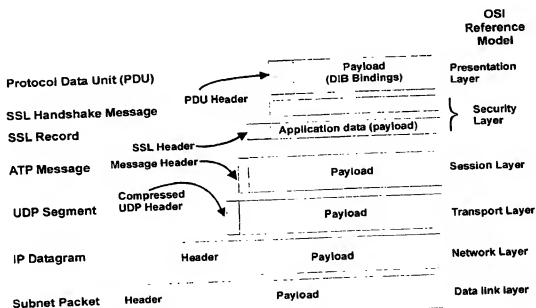 OSI
Reference
Model
Protocol Data Unit (PDU)
PDU Header
Payload
(DIB Bindings)
Presentation
Layer
SSL Handshake Message
SSL Record
SSL Header
Application data (payload)
Security
Layer
ATP Message
Message Header
Payload
Session Layer
UDP Segment
Compressed
UDP Header
Payload
Transport Layer
IP Datagram
Header
Payload
Network Layer
Subnet Packet
Header
Payload
Data link layer